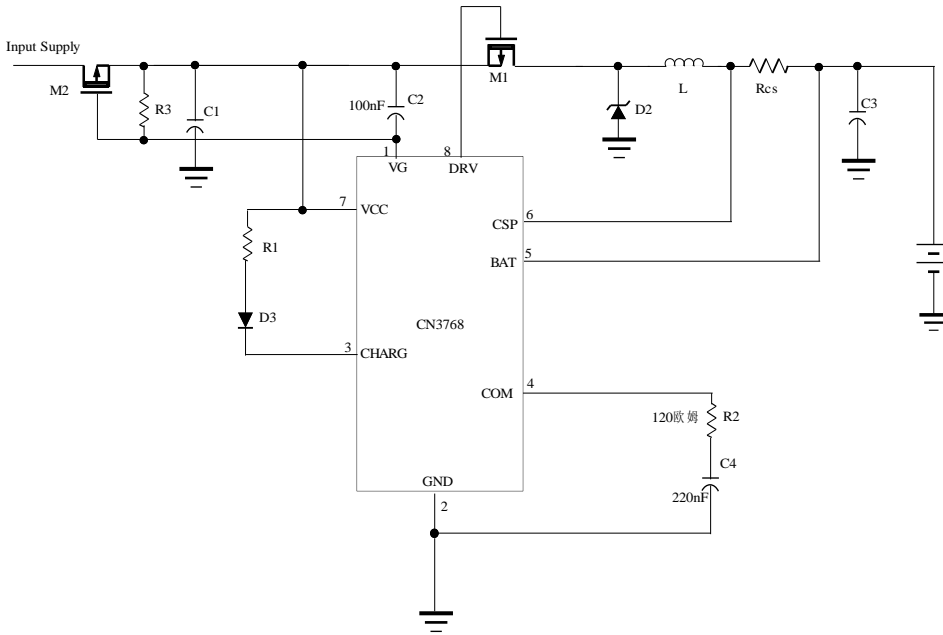 Input Supply
M2
R3
C1
100nF
C2
M1
D2
L
Rcs
C3
1
VG
8
DRV
7
VCC
CSP
6
BAT
5
R1
D3
CN3768
3
CHARG
COM
4
120欧姆
R2
C4
220nF
GND
2